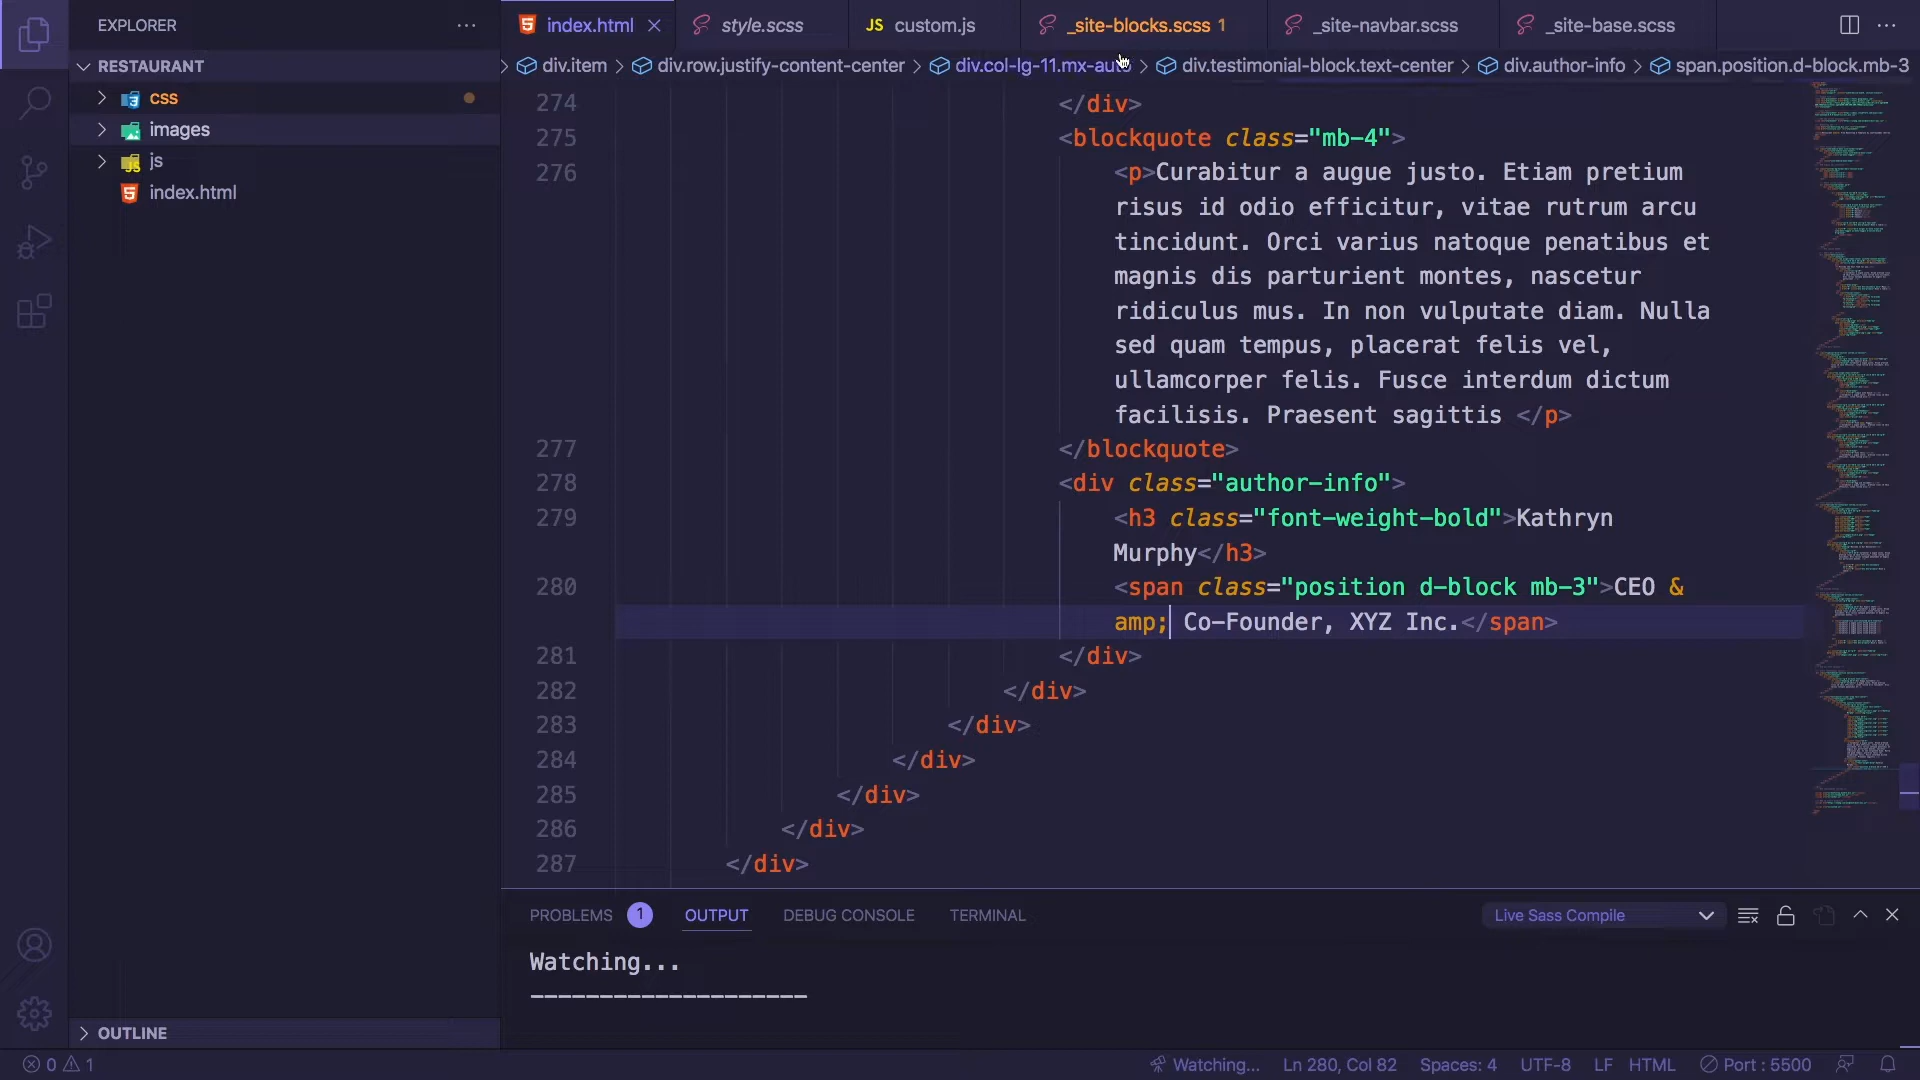 EXPLORER
RESTAURANT
css
images
js
index.html
OUTLINE
index.html
style.scss
JS custom.js
_site-blocks.scss 1
_site-navbar.scss
_site-base.scss
div.item
div.row.justify-content-center
div.col-lg-11.mx-auto
div.testimonial-block.text-center
div.author-info
span.position.d-block.mb-3
274 </div>
275 <blockquote class="mb-4">
276 <p>Curabitur a augue justo. Etiam pretium
risus id odio efficitur, vitae rutrum arcu
tincidunt. Orci varius natoque penatibus et
magnis dis parturient montes, nascetur
ridiculus mus. In non vulputate diam. Nulla
sed quam tempus, placerat felis vel,
ullamcorper felis. Fusce interdum dictum
facilisis. Praesent sagittis </p>
277 </blockquote>
278 <div class="author-info">
279 <h3 class="font-weight-bold">Kathryn
Murphy</h3>
280 <span class="position d-block mb-3">CEO &
amp; Co-Founder, XYZ Inc.</span>
281 </div>
282 </div>
283 </div>
284 </div>
285 </div>
286 </div>
287 </div>
PROBLEMS 1 OUTPUT DEBUG CONSOLE TERMINAL
Live Sass Compile
Watching...
--------------------
0 1
Watching... Ln 280, Col 82 Spaces: 4 UTF-8 LF HTML Port : 5500